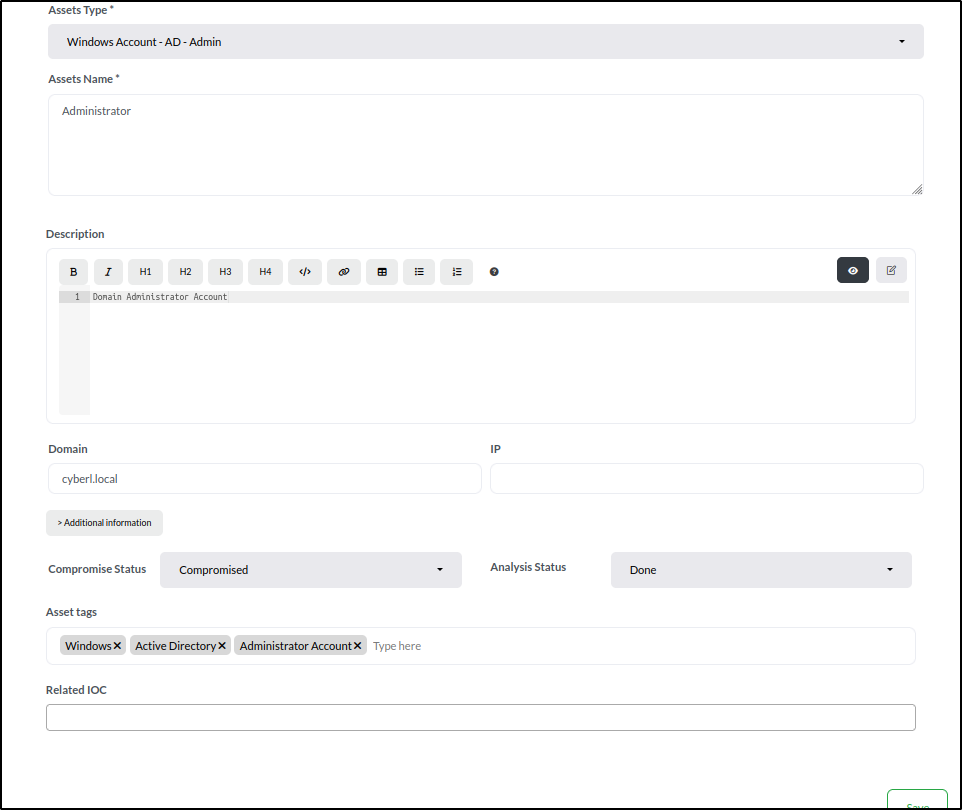 Assets Type *
Windows Account - AD - Admin
Assets Name *
Administrator
Description
B I H1 H2 H3 H4 </>
1 Domain Administrator Account
Domain IP
cyberl.local
> Additional information
Compromise Status Compromised Analysis Status Done
Asset tags
Windows✕ Active Directory✕ Administrator Account✕ Type here
Related IOC
Save